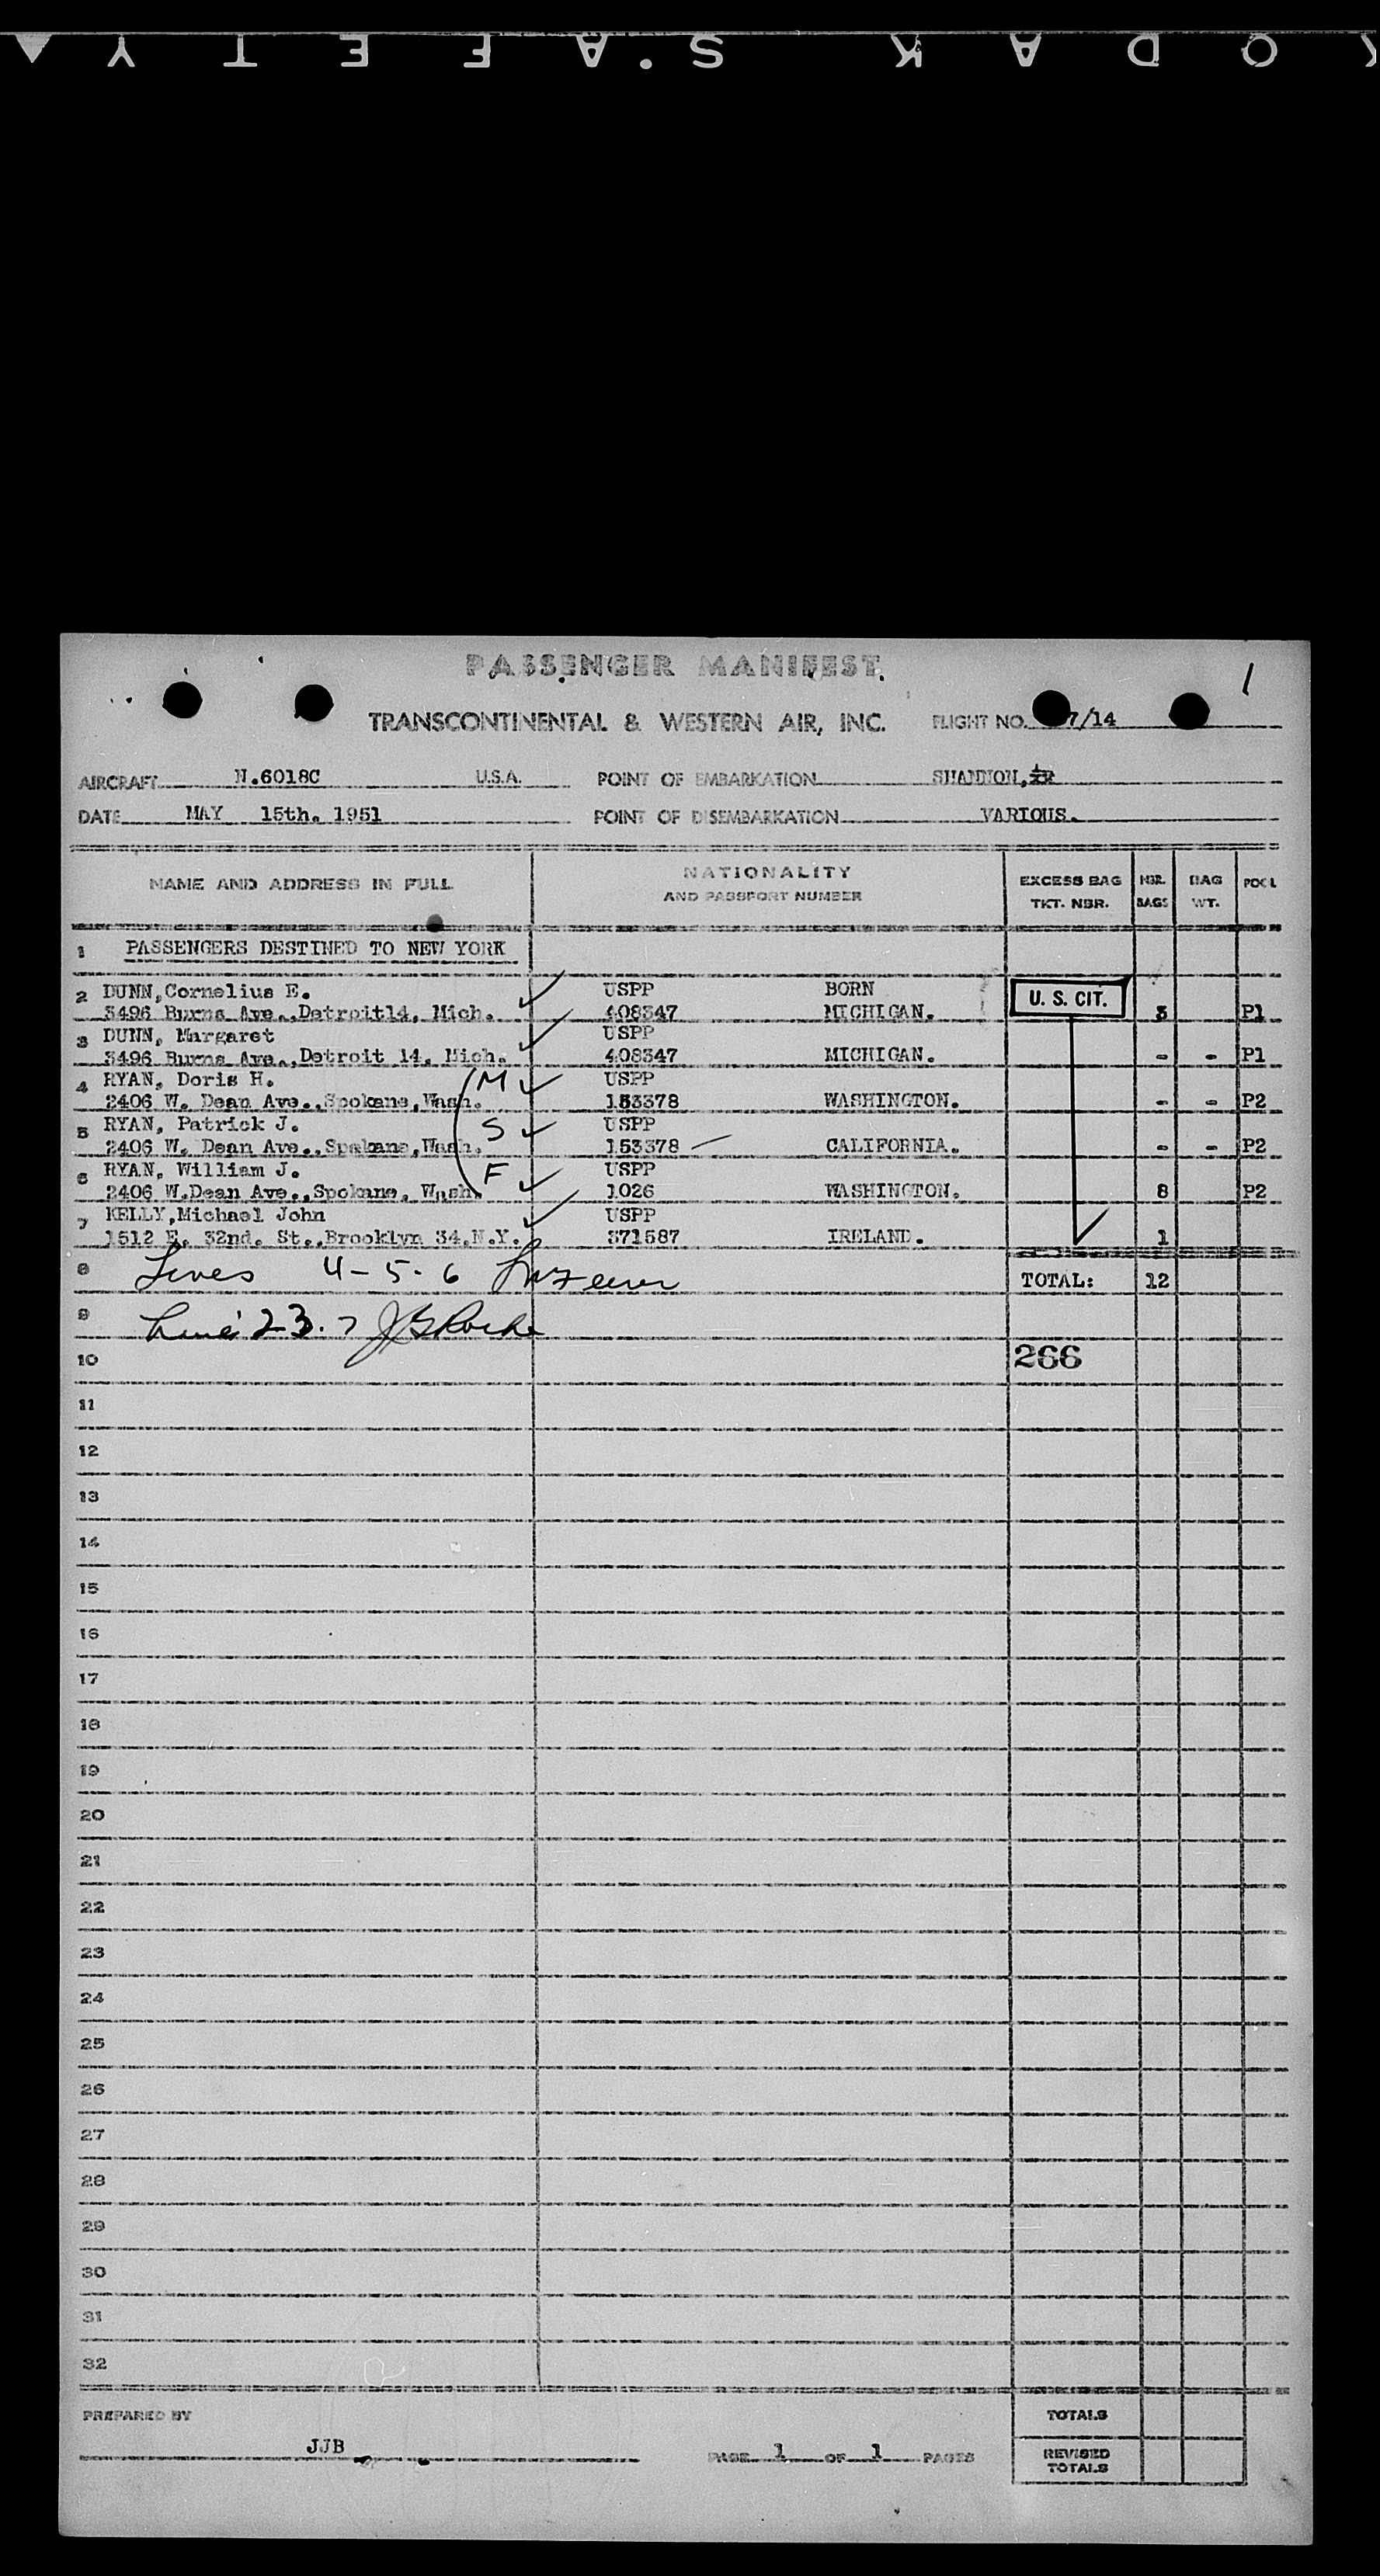 KODAK SAFETY
PASSENGER MANIFEST
1
TRANSCONTINENTAL & WESTERN AIR, INC. FLIGHT NO. 7/14
AIRCRAFT N.6018C U.S.A. POINT OF EMBARKATION SHANNON,
DATE MAY 15th. 1951 POINT OF DISEMBARKATION VARIOUS.
NAME AND ADDRESS IN FULL NATIONALITY AND PASSPORT NUMBER EXCESS BAG TKT. NBR. NBR. BAGS BAG WT. POOL
1 PASSENGERS DESTINED TO NEW YORK
2 DUNN,Cornelius E. USPP BORN U. S. CIT.
3496 Burns Ave.,Detroit14, Mich. 408347 MICHIGAN. 3 P1
3 DUNN, Margaret USPP
3496 Burns Ave.,Detroit 14, Mich. 408347 MICHIGAN. - - P1
4 RYAN, Doris H. M USPP
2406 W. Dean Ave.,Spokane,Wash. 153378 WASHINGTON. - - P2
5 RYAN, Patrick J. S USPP
2406 W. Dean Ave.,Spokane,Wash. 153378 CALIFORNIA. - - P2
6 RYAN, William J. F USPP
2406 W.Dean Ave.,Spokane, Wash. 1026 WASHINGTON. 8 P2
7 KELLY,Michael John USPP
1512 E. 32nd. St.,Brooklyn 34,N.Y. 371587 IRELAND. 1
8 Lines 4-5-6 TOTAL: 12
9 Line 23.7
10 266
11
12
13
14
15
16
17
18
19
20
21
22
23
24
25
26
27
28
29
30
31
32
PREPARED BY TOTALS
JJB PAGE 1 OF 1 PAGES REVISED TOTALS